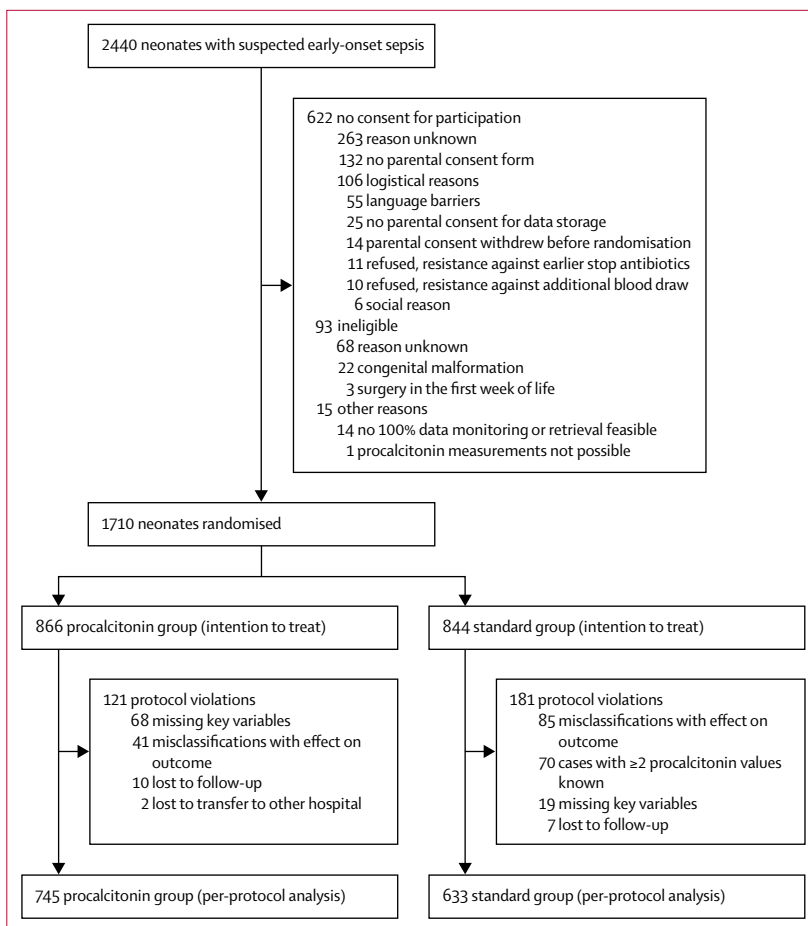 2440 neonates with suspected early-onset sepsis
622 no consent for participation
263 reason unknown
132 no parental consent form
106 logistical reasons
55 language barriers
25 no parental consent for data storage
14 parental consent withdrew before randomisation
11 refused, resistance against earlier stop antibiotics
10 refused, resistance against additional blood draw
6 social reason
93 ineligible
68 reason unknown
22 congenital malformation
3 surgery in the first week of life
15 other reasons
14 no 100% data monitoring or retrieval feasible
1 procalcitonin measurements not possible
1710 neonates randomised
866 procalcitonin group (intention to treat)
844 standard group (intention to treat)
121 protocol violations
68 missing key variables
41 misclassifications with effect on
outcome
10 lost to follow-up
2 lost to transfer to other hospital
181 protocol violations
85 misclassifications with effect on
outcome
70 cases with ≥2 procalcitonin values
known
19 missing key variables
7 lost to follow-up
745 procalcitonin group (per-protocol analysis)
633 standard group (per-protocol analysis)